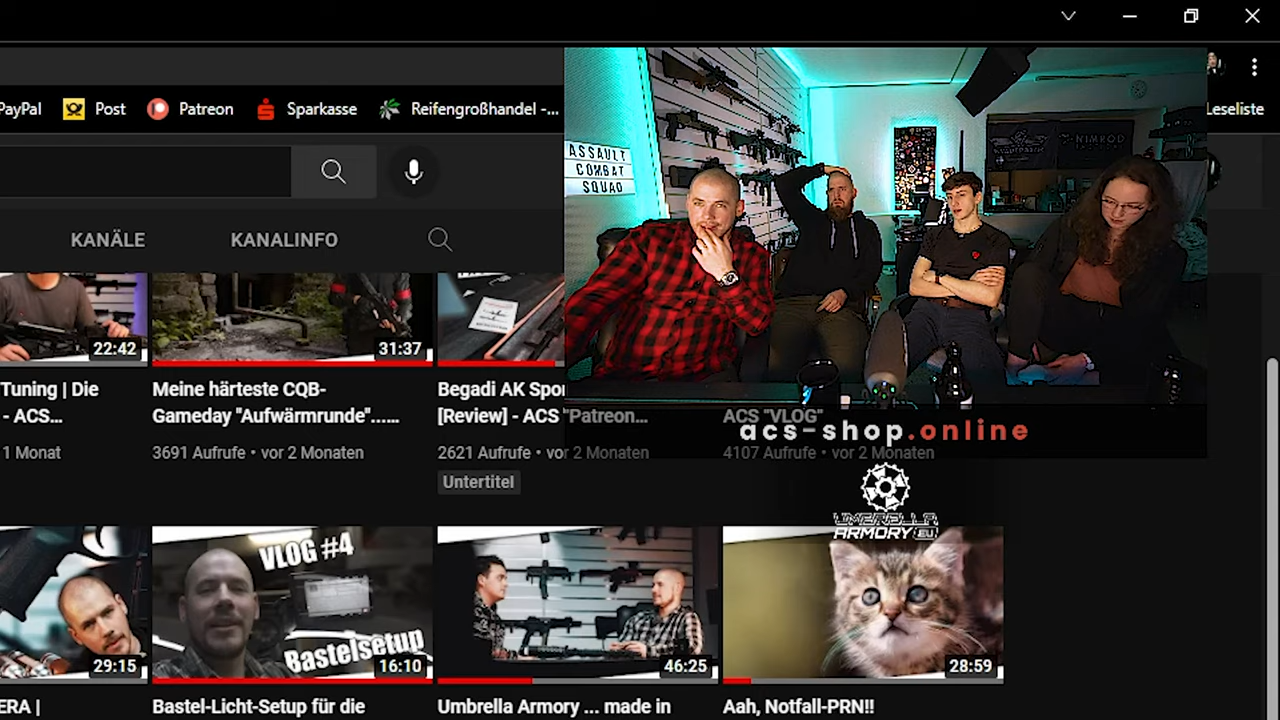 PayPal
Post
Patreon
Sparkasse
Reifengroßhandel -...
Leseliste
ASSAULT
COMBAT
SQUAD
NIMROD
KANÄLE
KANALINFO
22:42
31:37
Tuning | Die
- ACS...
1 Monat
Meine härteste CQB-
Gameday "Aufwärmrunde"......
3691 Aufrufe • vor 2 Monaten
Begadi AK Spo
[Review] - ACS "Patreon...
2621 Aufrufe • vor 2 Monaten
Untertitel
ACS "VLOG"
4107 Aufrufe • vor 2 Monaten
acs-shop.online
UMBRELLA
ARMORY EU
29:15
VLOG #4
Bastelsetup
16:10
46:25
28:59
ERA |
Bastel-Licht-Setup für die
Umbrella Armory ... made in
Aah, Notfall-PRN!!